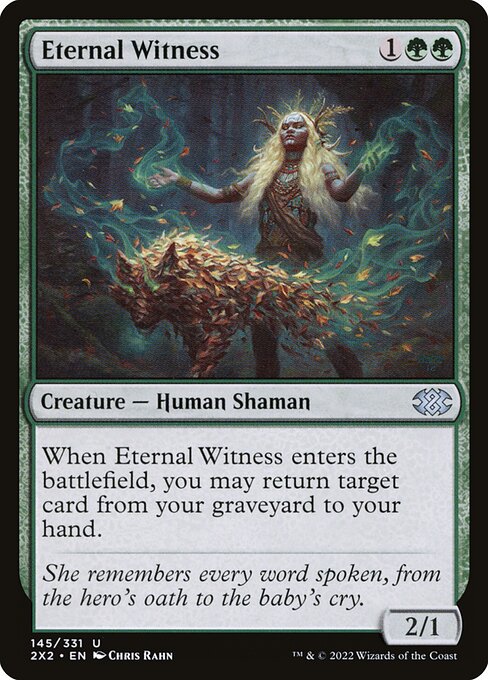 Eternal Witness 1
Creature — Human Shaman
When Eternal Witness enters the
battlefield, you may return target
card from your graveyard to your
hand.
She remembers every word spoken, from
the hero's oath to the baby's cry.
2/1
145/331 U
2X2 • EN Chris Rahn
™ & © 2022 Wizards of the Coast